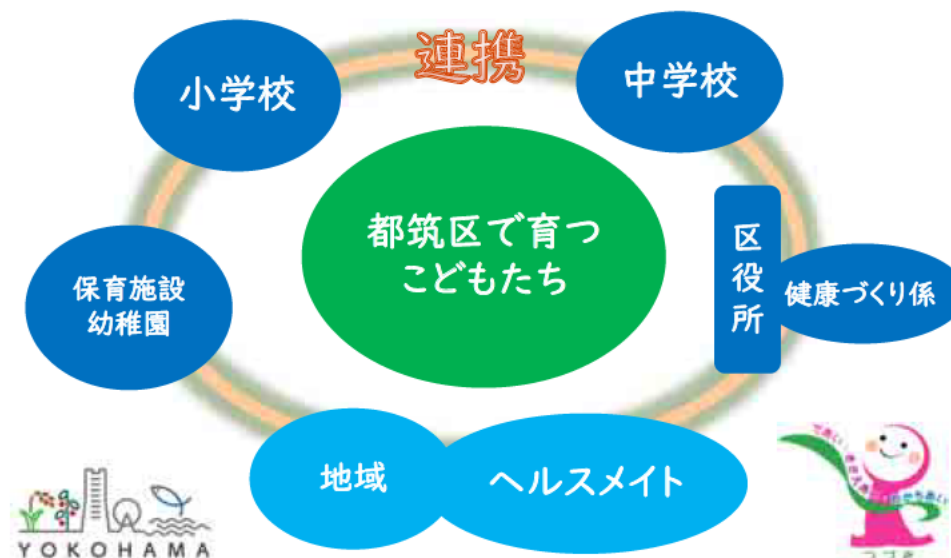 連携
小学校
中学校
都筑区で育つ
こどもたち
区役所
健康づくり係
保育施設
幼稚園
地域
ヘルスメイト
YOKOHAMA